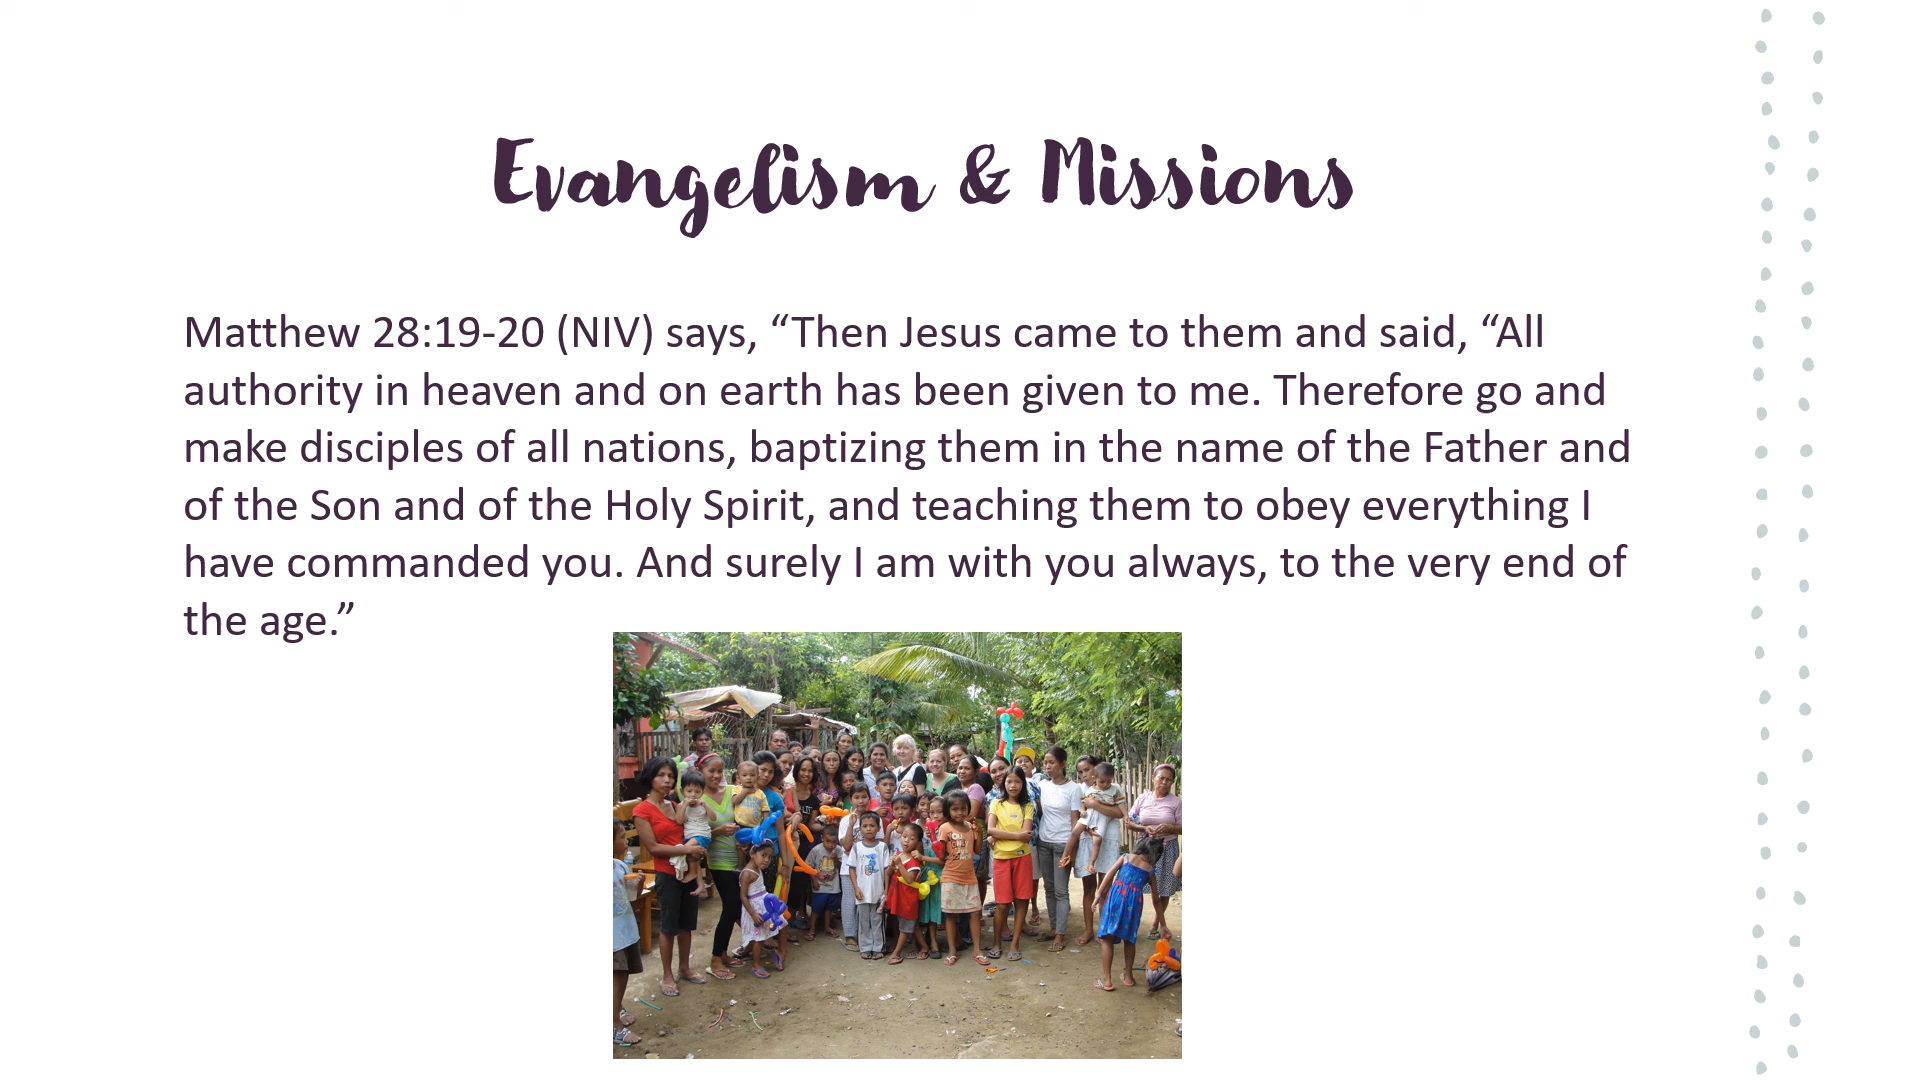 Evangelism & Missions
Matthew 28:19-20 (NIV) says, “Then Jesus came to them and said, “All
authority in heaven and on earth has been given to me. Therefore go and
make disciples of all nations, baptizing them in the name of the Father and
of the Son and of the Holy Spirit, and teaching them to obey everything I
have commanded you. And surely I am with you always, to the very end of
the age.”